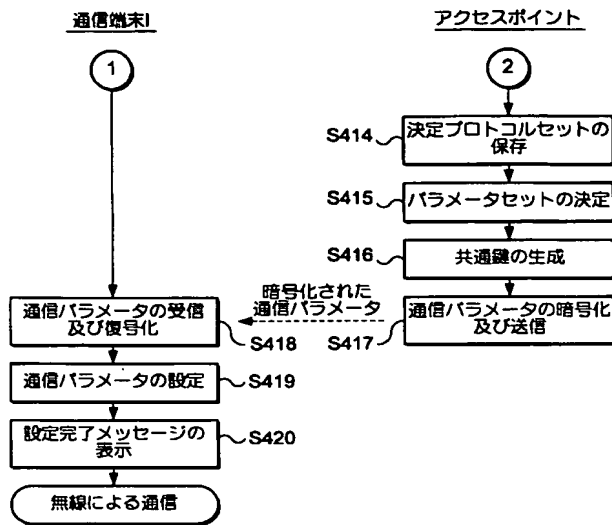 通信端末I
アクセスポイント
1
2
S414
決定プロトコルセットの
保存
S415
パラメータセットの決定
S416
共通鍵の生成
暗号化された
通信パラメータ
通信パラメータの受信
及び復号化
S418
通信パラメータの暗号化
及び送信
S417
通信パラメータの設定
S419
設定完了メッセージの
表示
S420
無線による通信